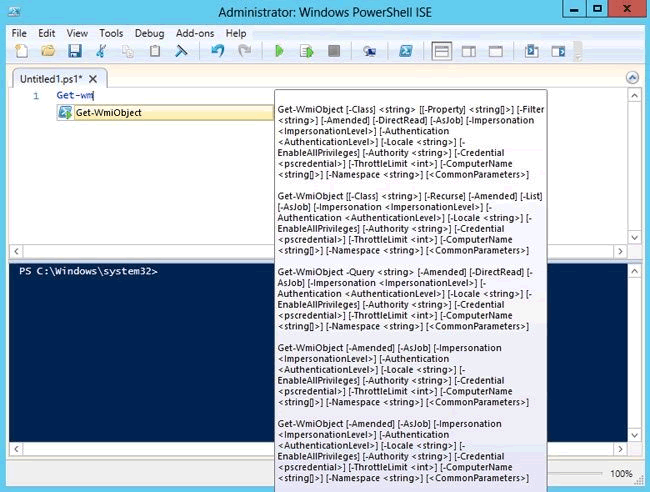 Administrator: Windows PowerShell ISE
File Edit View Tools Debug Add-ons Help
Untitled1.ps1* X
1 Get-wm
Get-WmiObject
Get-WmiObject [-Class] <string> [[-Property] <string[]>] [-Filter
<string>] [-Amended] [-DirectRead] [-AsJob] [-Impersonation
<ImpersonationLevel>] [-Authentication
<AuthenticationLevel>] [-Locale <string>] [-
EnableAllPrivileges] [-Authority <string>] [-Credential
<pscredential>] [-ThrottleLimit <int>] [-ComputerName
<string[]>] [-Namespace <string>] [<CommonParameters>]
Get-WmiObject [[-Class] <string>] [-Recurse] [-Amended] [-List]
[-AsJob] [-Impersonation <ImpersonationLevel>] [-
Authentication <AuthenticationLevel>] [-Locale <string>] [-
EnableAllPrivileges] [-Authority <string>] [-Credential
<pscredential>] [-ThrottleLimit <int>] [-ComputerName
<string[]>] [-Namespace <string>] [<CommonParameters>]
Get-WmiObject -Query <string> [-Amended] [-DirectRead] [-
AsJob] [-Impersonation <ImpersonationLevel>] [-
Authentication <AuthenticationLevel>] [-Locale <string>] [-
EnableAllPrivileges] [-Authority <string>] [-Credential
<pscredential>] [-ThrottleLimit <int>] [-ComputerName
<string[]>] [-Namespace <string>] [<CommonParameters>]
Get-WmiObject [-Amended] [-AsJob] [-Impersonation
<ImpersonationLevel>] [-Authentication
<AuthenticationLevel>] [-Locale <string>] [-
EnableAllPrivileges] [-Authority <string>] [-Credential
<pscredential>] [-ThrottleLimit <int>] [-ComputerName
<string[]>] [-Namespace <string>] [<CommonParameters>]
Get-WmiObject [-Amended] [-AsJob] [-Impersonation
<ImpersonationLevel>] [-Authentication
<AuthenticationLevel>] [-Locale <string>] [-
EnableAllPrivileges] [-Authority <string>] [-Credential
<pscredential>] [-ThrottleLimit <int>] [-ComputerName
<string[]>] [-Namespace <string>] [<CommonParameters>]
PS C:\Windows\system32>
100%